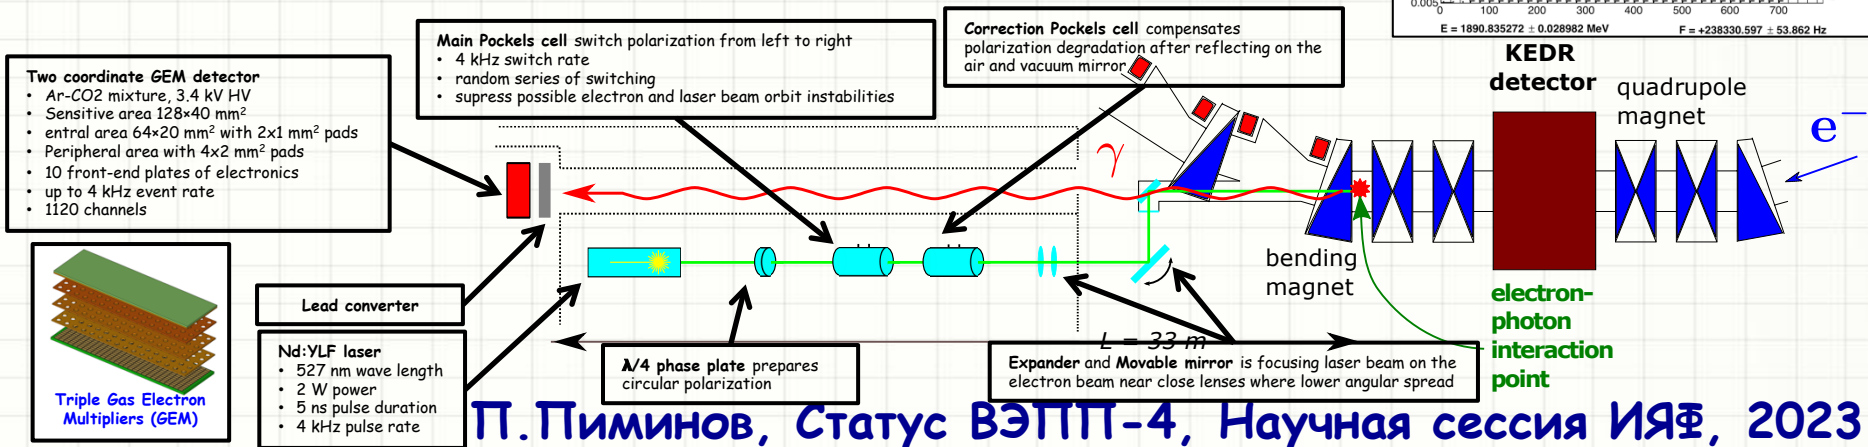 0.005
0 100 200 300 400 500 600 700
E = 1890.835272 ± 0.028982 MeV F = +238330.597 ± 53.862 Hz
Main Pockels cell switch polarization from left to right
• 4 kHz switch rate
• random series of switching
• supress possible electron and laser beam orbit instabilities
Correction Pockels cell compensates
polarization degradation after reflecting on the
air and vacuum mirror
Two coordinate GEM detector
• Ar-CO2 mixture, 3.4 kV HV
• Sensitive area 128×40 mm²
• entral area 64×20 mm² with 2x1 mm² pads
• Peripheral area with 4x2 mm² pads
• 10 front-end plates of electronics
• up to 4 kHz event rate
• 1120 channels
KEDR
detector
quadrupole
magnet
e⁻
γ
bending
magnet
electron-
photon
interaction
point
Lead converter
Triple Gas Electron
Multipliers (GEM)
Nd:YLF laser
• 527 nm wave length
• 2 W power
• 5 ns pulse duration
• 4 kHz pulse rate
λ/4 phase plate prepares
circular polarization
L = 33 m
Expander and Movable mirror is focusing laser beam on the
electron beam near close lenses where lower angular spread
П.Пиминов, Статус ВЭПП-4, Научная сессия ИЯФ, 2023